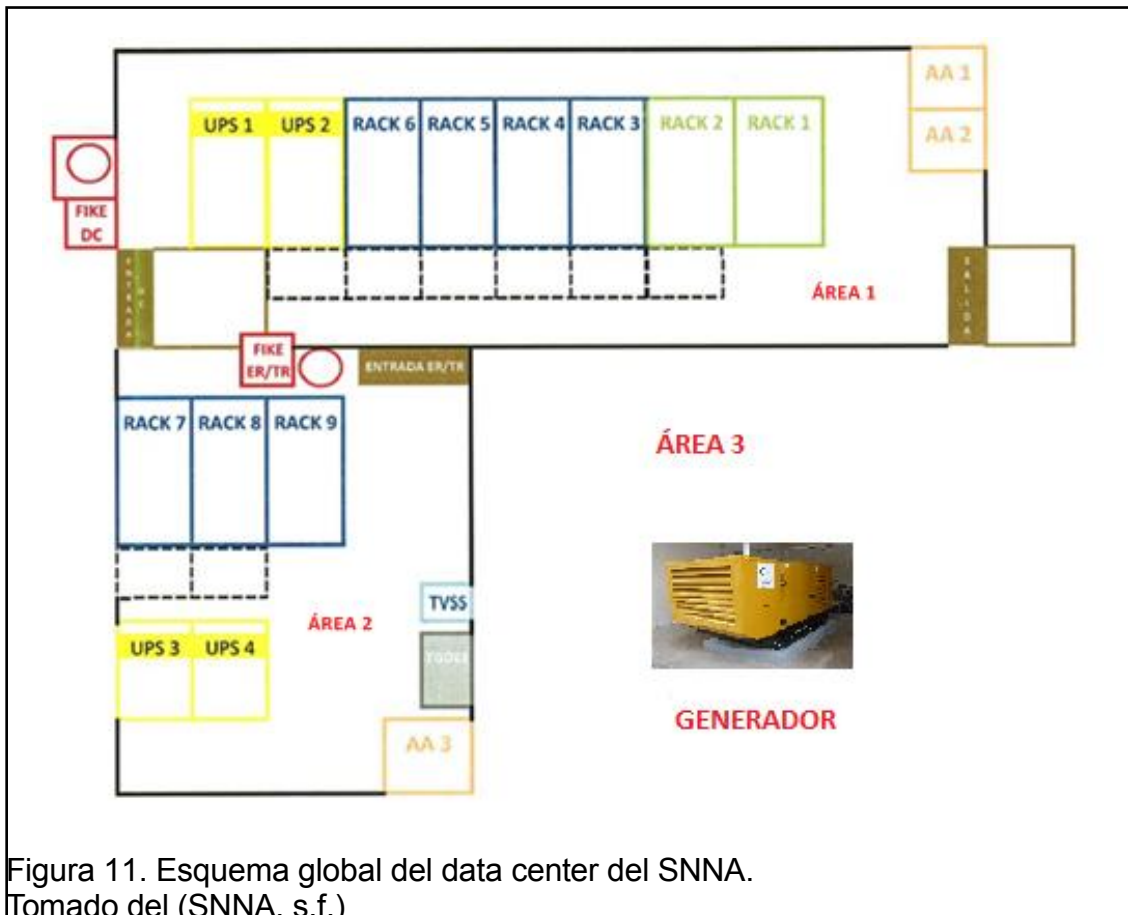 AA 1
UPS 1 UPS 2 RACK 6 RACK 5 RACK 4 RACK 3 RACK 2 RACK 1
AA 2
FIKE
DC
ENTRADA
SALIDA
ÁREA 1
FIKE
ER/TR
ENTRADA ER/TR
RACK 7 RACK 8 RACK 9
ÁREA 3
TVSS
ÁREA 2
UPS 3 UPS 4
GENERADOR
AA 3
Figura 11. Esquema global del data center del SNNA.
Tomado del (SNNA, s.f.)